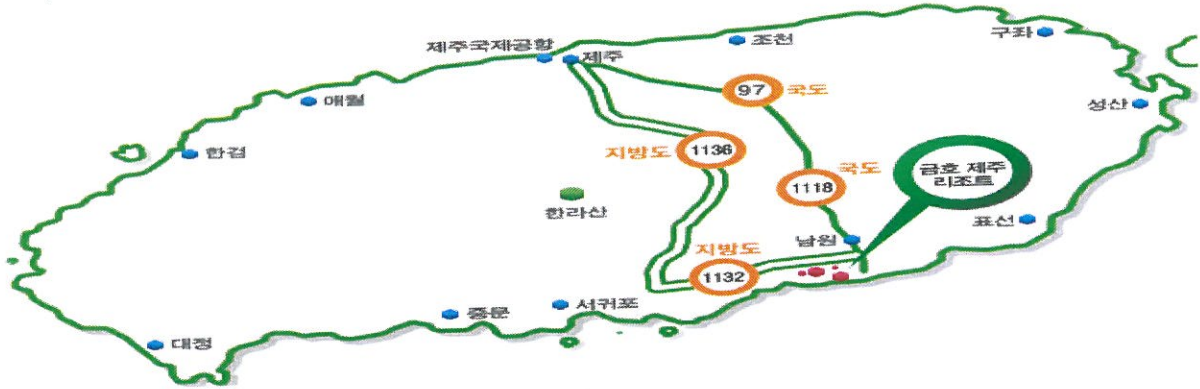 제주국제공항
제주
조천
구좌
애월
97 국도
성산
한검
지방도 1136
1118 국도
금호 제주
리조트
한라산
표선
남원
지방도
1132
서귀포
중문
대정